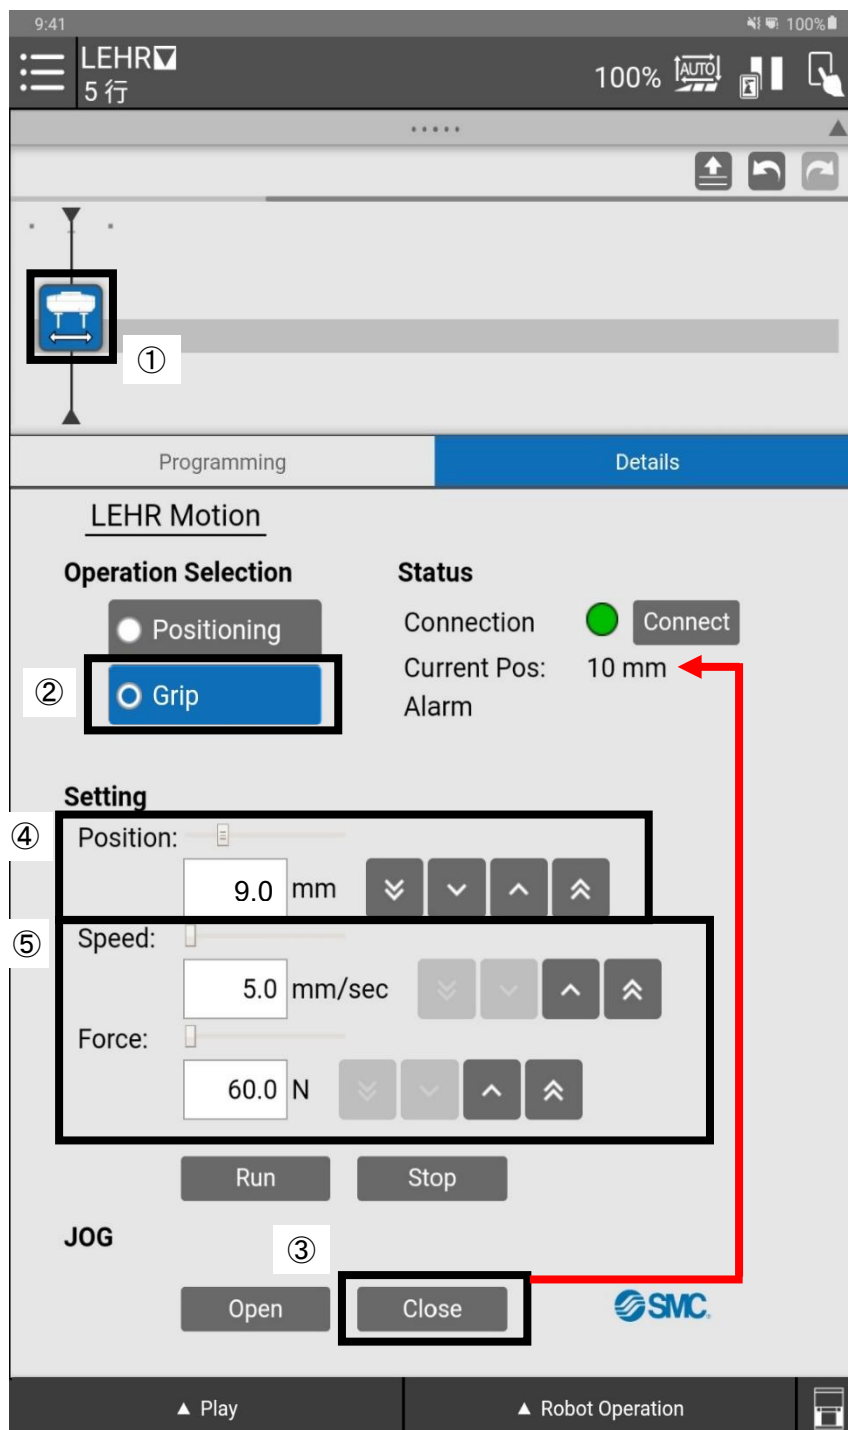 9:41 100%
LEHR
5 行
100% AUTO
①
Programming Details
LEHR Motion
Operation Selection Status
Positioning Connection Connect
② Grip Current Pos: 10 mm
Alarm
Setting
④ Position:
9.0 mm
⑤ Speed:
5.0 mm/sec
Force:
60.0 N
Run Stop
JOG ③
Open Close SMC.
▲ Play ▲ Robot Operation